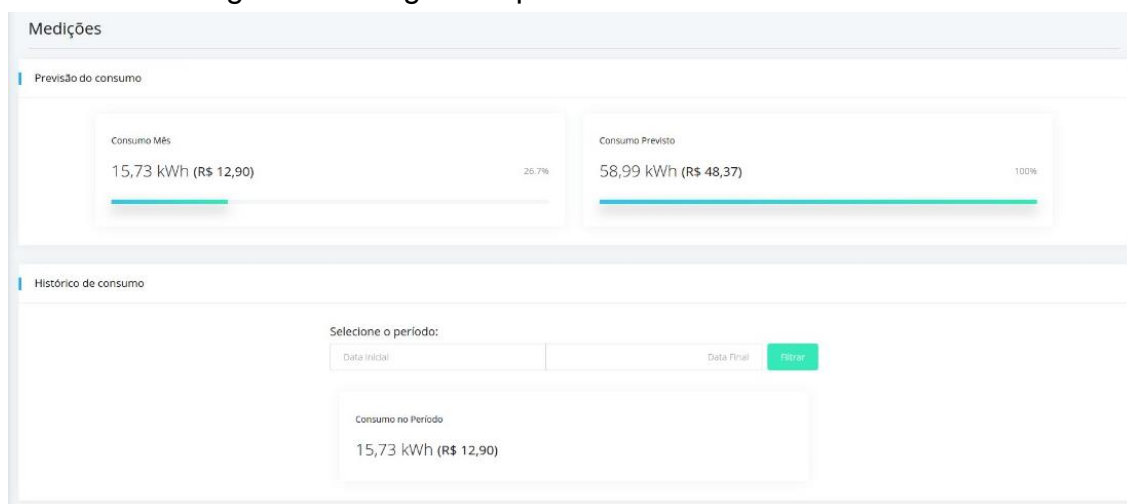 Medições
Previsão do consumo
Consumo Mês
15,73 kWh (R$ 12,90)
26.7%
Consumo Previsto
58,99 kWh (R$ 48,37)
100%
Histórico de consumo
Selecione o período:
Data Inicial
Data Final
Filtrar
Consumo no Período
15,73 kWh (R$ 12,90)